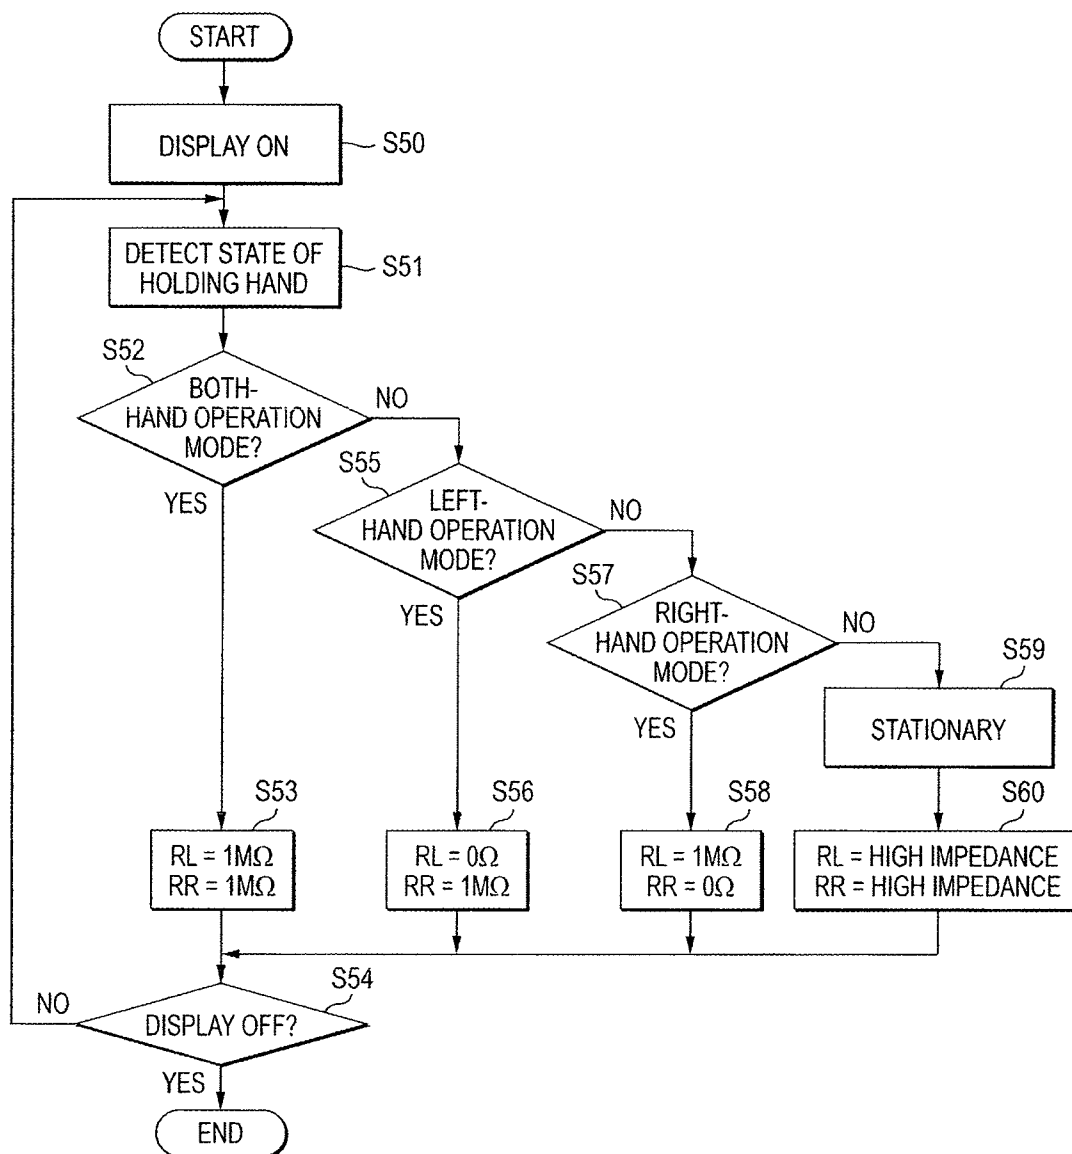 START
DISPLAY ON
S50
DETECT STATE OF
HOLDING HAND
S51
S52
BOTH-
HAND OPERATION
MODE?
NO
YES
S55
LEFT-
HAND OPERATION
MODE?
NO
YES
S57
RIGHT-
HAND OPERATION
MODE?
NO
YES
S59
STATIONARY
S53
RL = 1MΩ
RR = 1MΩ
S56
RL = 0Ω
RR = 1MΩ
S58
RL = 1MΩ
RR = 0Ω
S60
RL = HIGH IMPEDANCE
RR = HIGH IMPEDANCE
S54
DISPLAY OFF?
NO
YES
END